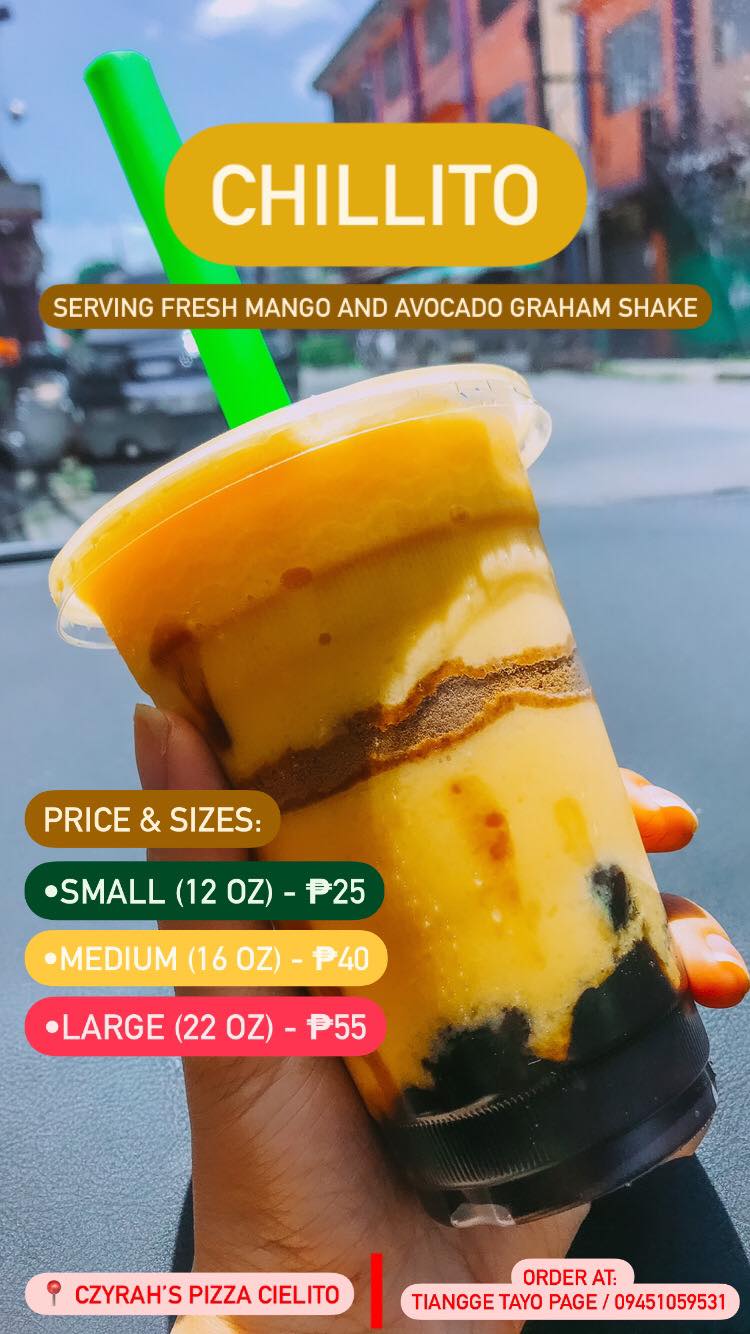 CHILLITO
SERVING FRESH MANGO AND AVOCADO GRAHAM SHAKE
PRICE & SIZES:
•SMALL (12 OZ) - ₱25
•MEDIUM (16 OZ) - ₱40
•LARGE (22 OZ) - ₱55
📍 CZYRAH'S PIZZA CIELITO
ORDER AT:
TIANGGE TAYO PAGE / 09451059531